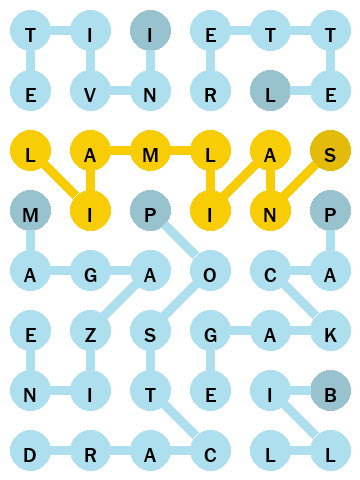 T I I E T T
E V N R L E
L A M L A S
M I P I N P
A G A O C A
E Z S G A K
N I T E I B
D R A C L L